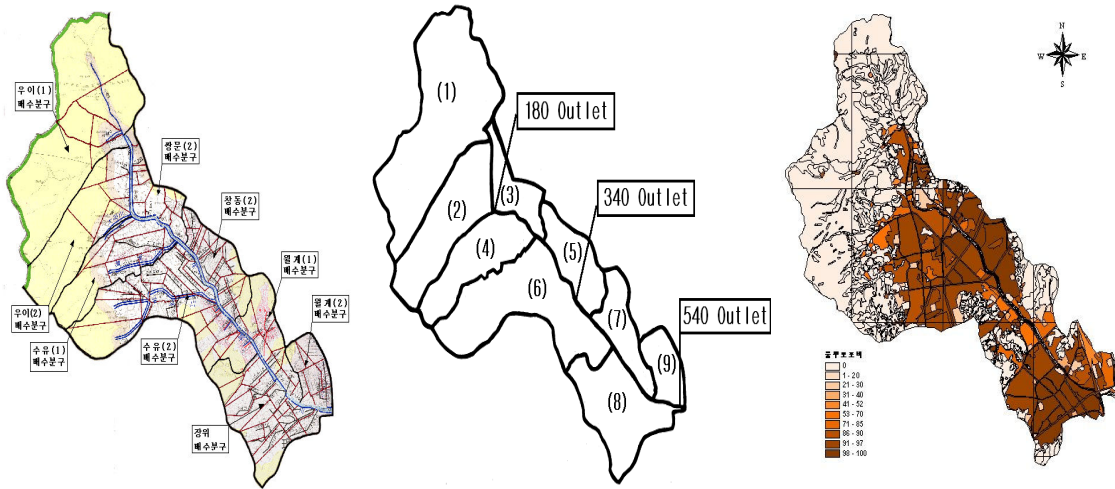 우이(1)
배수분구
쌍문(2)
배수분구
창동(2)
배수분구
월계(1)
배수분구
월계(2)
배수분구
우이(2)
배수분구
수유(1)
배수분구
수유(2)
배수분구
장위
배수분구
(1)
180 Outlet
(2)
(3)
340 Outlet
(4)
(5)
(6)
(7)
540 Outlet
(8)
(9)
N
W
E
S
0
1 - 20
21 - 30
31 - 40
41 - 52
53 - 70
71 - 85
86 - 90
91 - 97
98 - 100